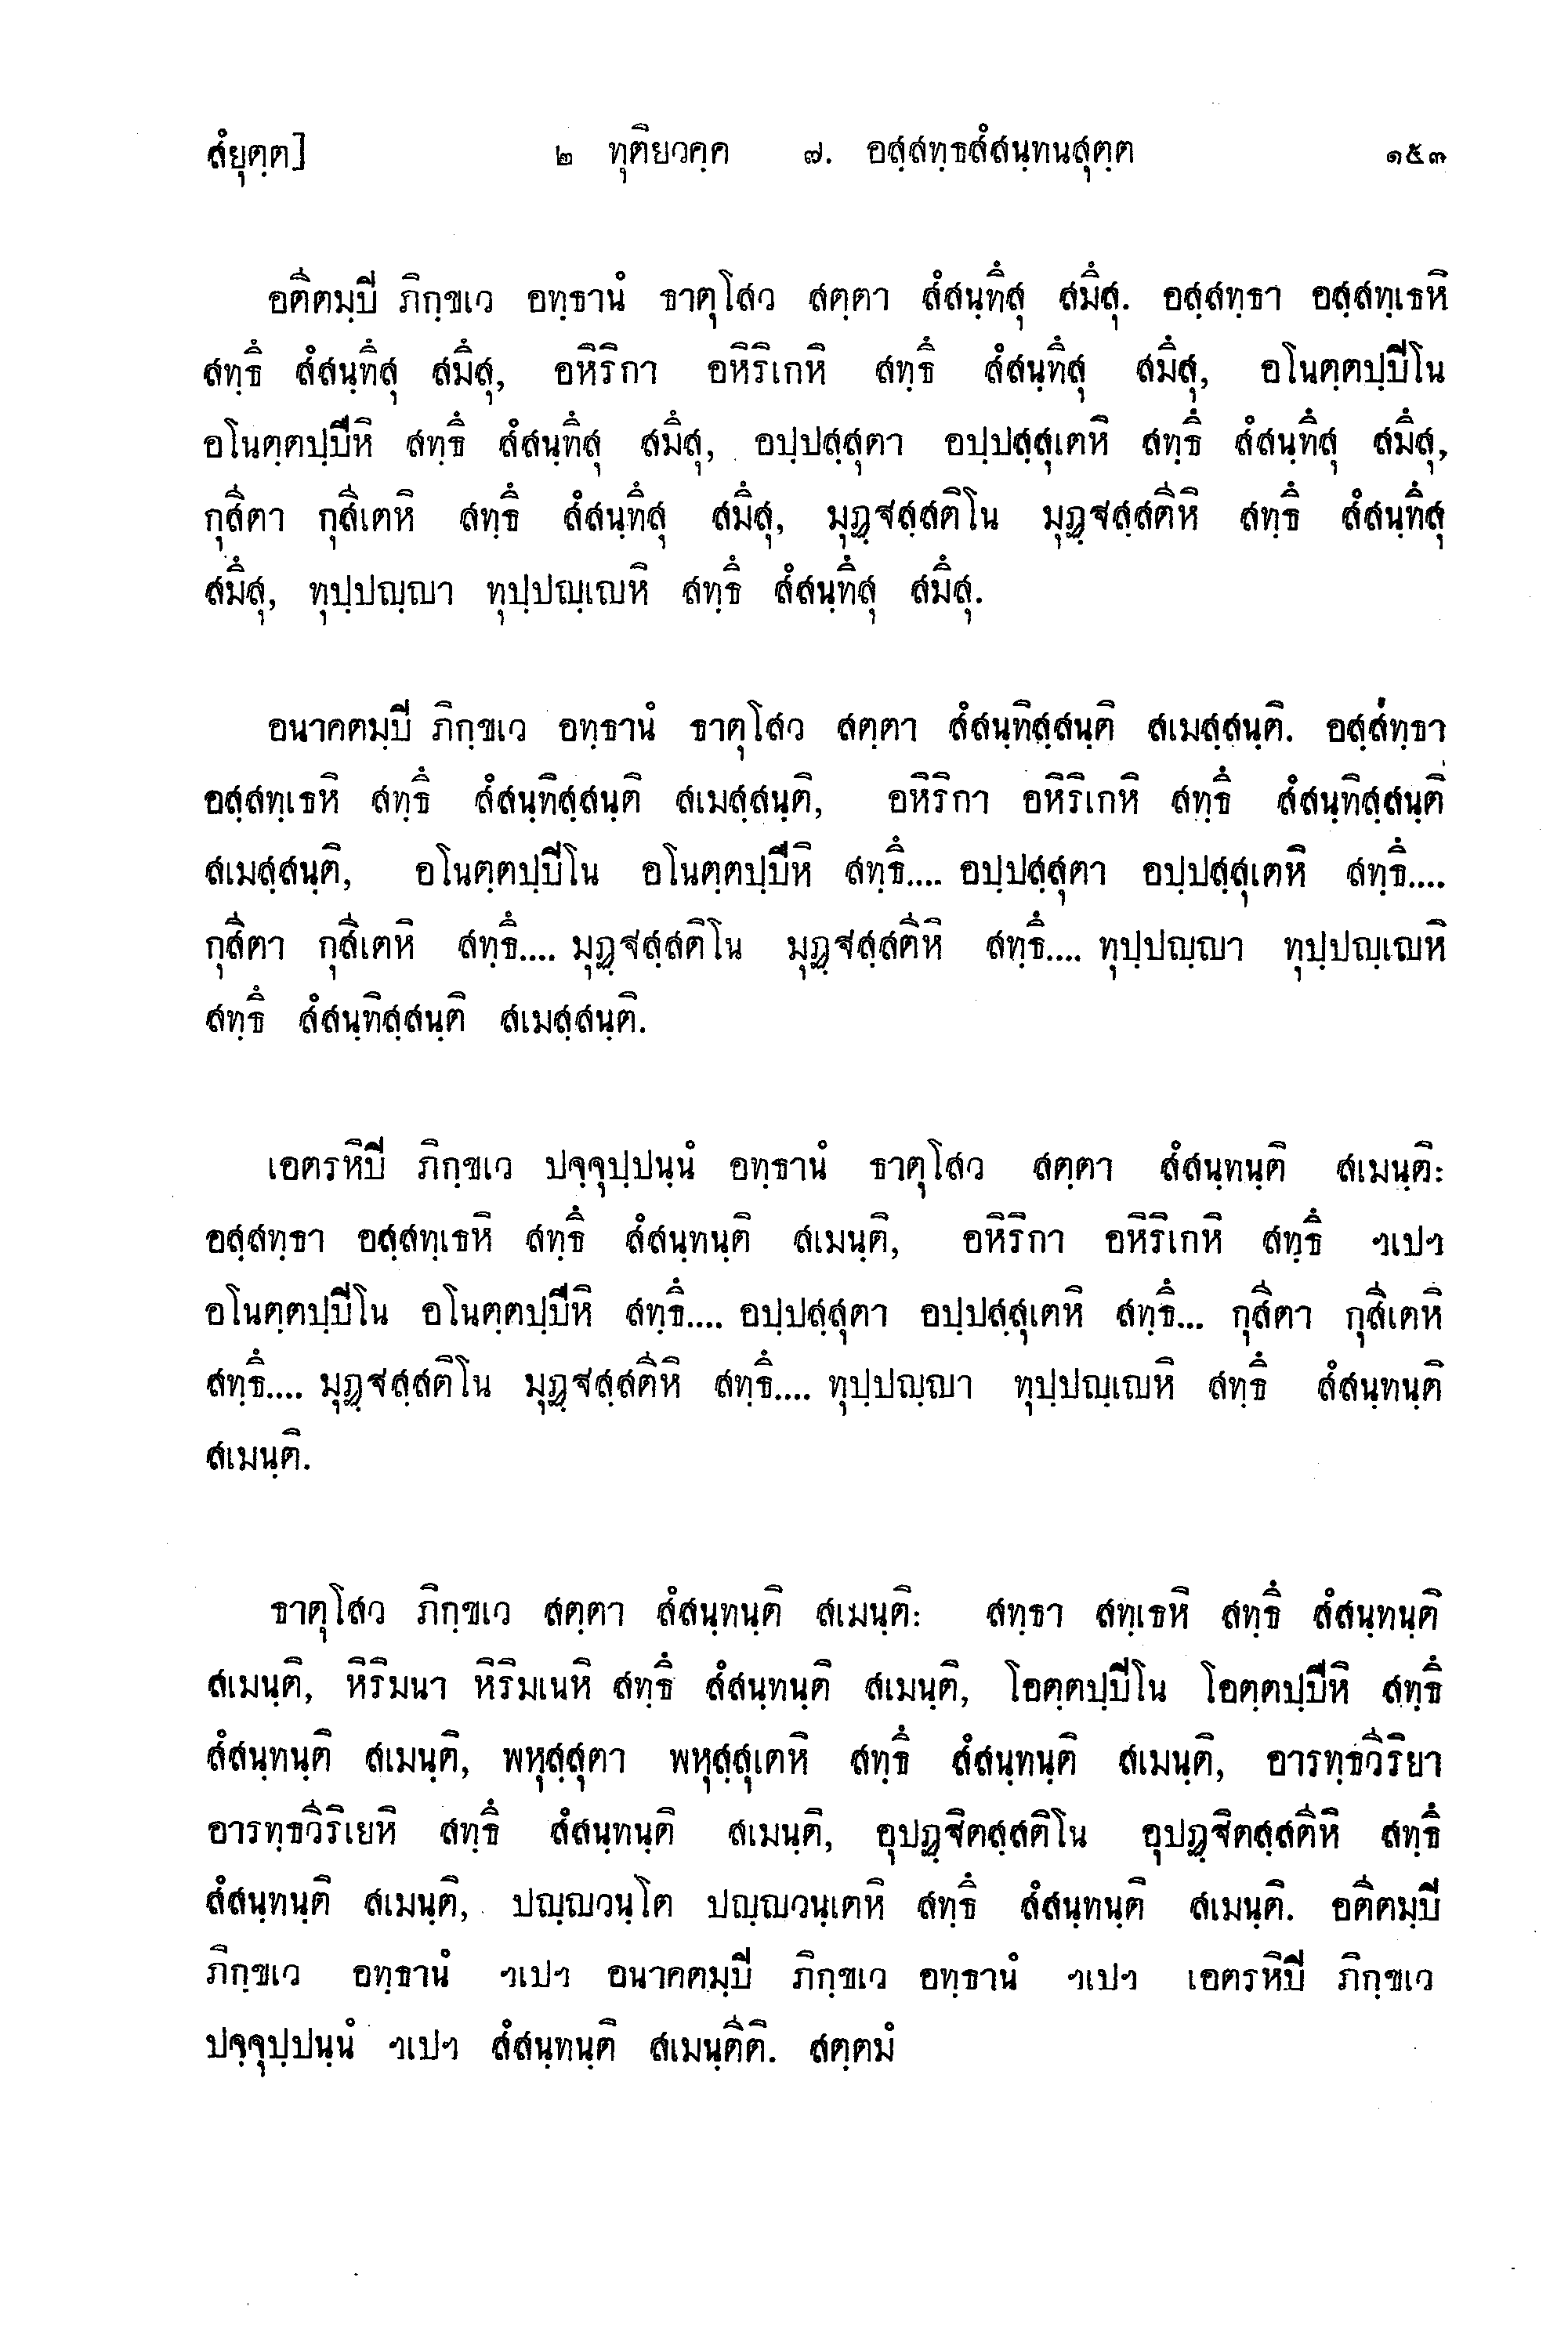 สํยุตฺต]	๒ ทุติยวคฺค ๗. อสฺสทฺธสํสนฺทนสุตฺต	๑๕๓
อตีตมฺปิ ภิกฺขเว อทฺธานํ ธาตุโสว สตฺตา สํสนฺทึสุ สมึสุ. อสฺสทฺธา อสฺสทฺเธหิ
สทฺธึ สํสนฺทึสุ สมึสุ, อหิริกา อหิริเกหิ สทฺธึ สํสนฺทึสุ สมึสุ, อโนตฺตปฺปิโน
อโนตฺตปฺปีหิ สทฺธึ สํสนฺทึสุ สมึสุ, อปฺปสฺสุตา อปฺปสฺสุเตหิ สทฺธึ สํสนฺทึสุ สมึสุ,
กุสีตา กุสีเตหิ สทฺธึ สํสนฺทึสุ สมึสุ, มุฏฺฐสฺสติโน มุฏฺฐสฺสตีหิ สทฺธึ สํสนฺทึสุ
สมึสุ, ทุปฺปญฺญา ทุปฺปญฺเญหิ สทฺธึ สํสนฺทึสุ สมึสุ.
อนาคตมฺปิ ภิกฺขเว อทฺธานํ ธาตุโสว สตฺตา สํสนฺทิสฺสนฺติ สเมสฺสนฺติ. อสฺสทฺธา
อสฺสทฺเธหิ สทฺธึ สํสนฺทิสฺสนฺติ สเมสฺสนฺติ, อหิริกา อหิริเกหิ สทฺธึ สํสนฺทิสฺสนฺติ
สเมสฺสนฺติ, อโนตฺตปฺปิโน อโนตฺตปฺปีหิ สทฺธึ.... อปฺปสฺสุตา อปฺปสฺสุเตหิ สทฺธึ....
กุสีตา กุสีเตหิ สทฺธึ.... มุฏฺฐสฺสติโน มุฏฺฐสฺสตีหิ สทฺธึ.... ทุปฺปญฺญา ทุปฺปญฺเญหิ
สทฺธึ สํสนฺทิสฺสนฺติ สเมสฺสนฺติ.
เอตรหิปิ ภิกฺขเว ปจฺจุปฺปนฺนํ อทฺธานํ ธาตุโสว สตฺตา สํสนฺทนฺติ สเมนฺติ:
อสฺสทฺธา อสฺสทฺเธหิ สทฺธึ สํสนฺทนฺติ สเมนฺติ, อหิริกา อหิริเกหิ สทฺธึ ฯเปฯ
อโนตฺตปฺปิโน อโนตฺตปฺปีหิ สทฺธึ.... อปฺปสฺสุตา อปฺปสฺสุเตหิ สทฺธึ... กุสีตา กุสีเตหิ
สทฺธึ.... มุฏฺฐสฺสติโน มุฏฺฐสฺสตีหิ สทฺธึ.... ทุปฺปญฺญา ทุปฺปญฺเญหิ สทฺธึ สํสนฺทนฺติ
สเมนฺติ.
ธาตุโสว ภิกฺขเว สตฺตา สํสนฺทนฺติ สเมนฺติ: สทฺธา สทฺเธหิ สทฺธึ สํสนฺทนฺติ
สเมนฺติ, หิริมนา หิริมเนหิ สทฺธึ สํสนฺทนฺติ สเมนฺติ, โอตฺตปฺปิโน โอตฺตปฺปีหิ สทฺธึ
สํสนฺทนฺติ สเมนฺติ, พหุสฺสุตา พหุสฺสุเตหิ สทฺธึ สํสนฺทนฺติ สเมนฺติ, อารทฺธวีริยา
อารทฺธวีริเยหิ สทฺธึ สํสนฺทนฺติ สเมนฺติ, อุปฏฺฐิตสฺสติโน อุปฏฺฐิตสฺสตีหิ สทฺธึ
สํสนฺทนฺติ สเมนฺติ, ปญฺญวนฺโต ปญฺญวนฺเตหิ สทฺธึ สํสนฺทนฺติ สเมนฺติ. อตีตมฺปิ
ภิกฺขเว อทฺธานํ ฯเปฯ อนาคตมฺปิ ภิกฺขเว อทฺธานํ ฯเปฯ เอตรหิปิ ภิกฺขเว
ปจฺจุปฺปนฺนํ ฯเปฯ สํสนฺทนฺติ สเมนฺตีติ. สตฺตมํ